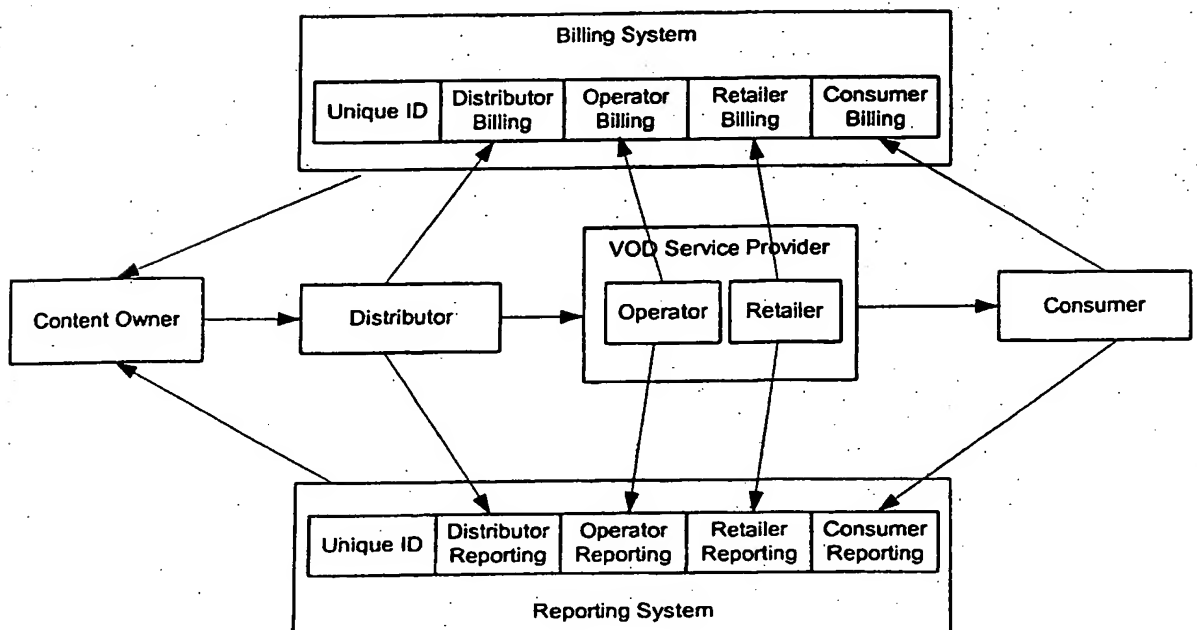 Billing System
Unique ID
Distributor
Billing
Operator
Billing
Retailer
Billing
Consumer
Billing
VOD Service Provider
Content Owner
Distributor
Operator
Retailer
Consumer
Unique ID
Distributor
Reporting
Operator
Reporting
Retailer
Reporting
Consumer
Reporting
Reporting System